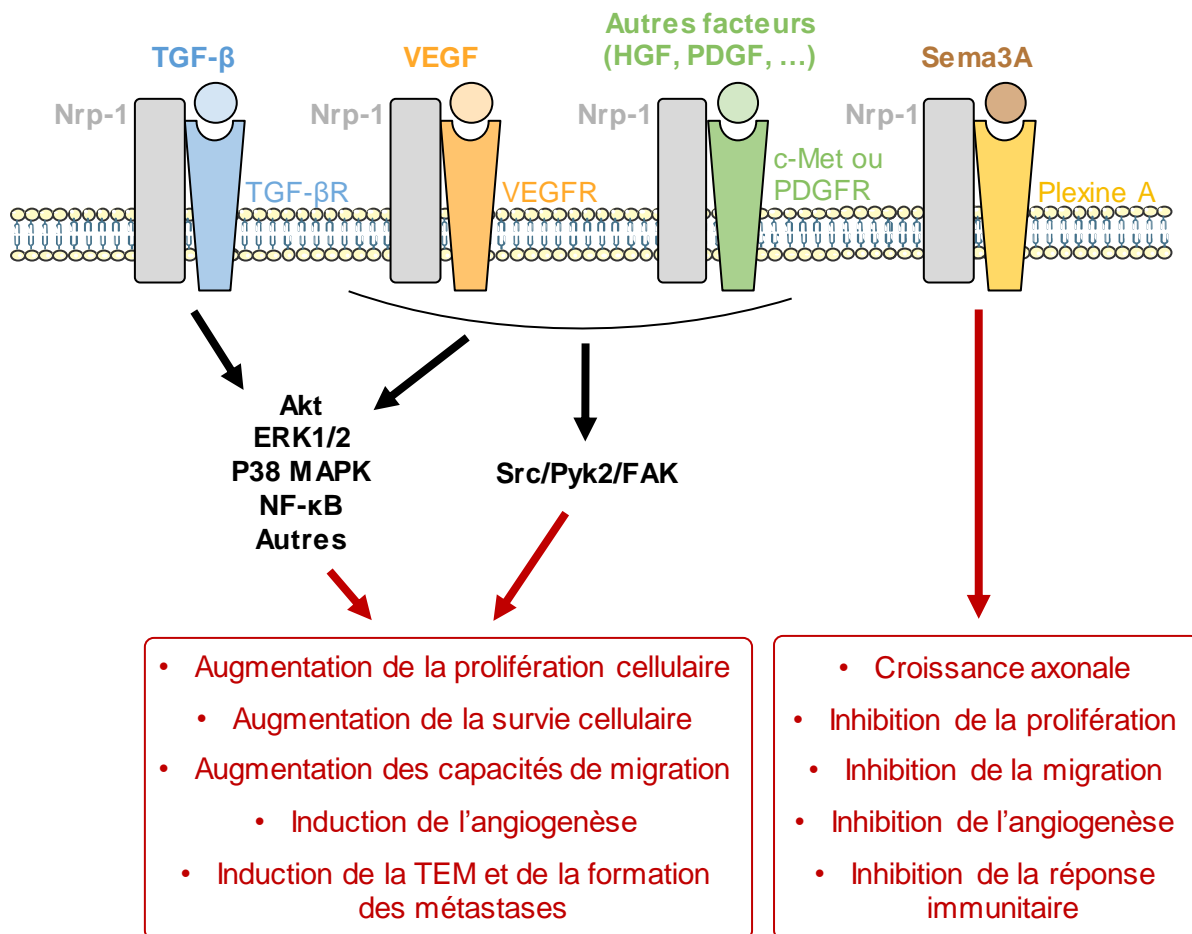 TGF-β
VEGF
Autres facteurs
(HGF, PDGF, …)
Sema3A
Nrp-1
Nrp-1
Nrp-1
Nrp-1
TGF-βR
VEGFR
c-Met ou
PDGFR
Plexine A
Akt
ERK1/2
P38 MAPK
NF-κB
Autres
Src/Pyk2/FAK
• Augmentation de la prolifération cellulaire
• Augmentation de la survie cellulaire
• Augmentation des capacités de migration
• Induction de l’angiogenèse
• Induction de la TEM et de la formation
des métastases
• Croissance axonale
• Inhibition de la prolifération
• Inhibition de la migration
• Inhibition de l’angiogenèse
• Inhibition de la réponse
immunitaire